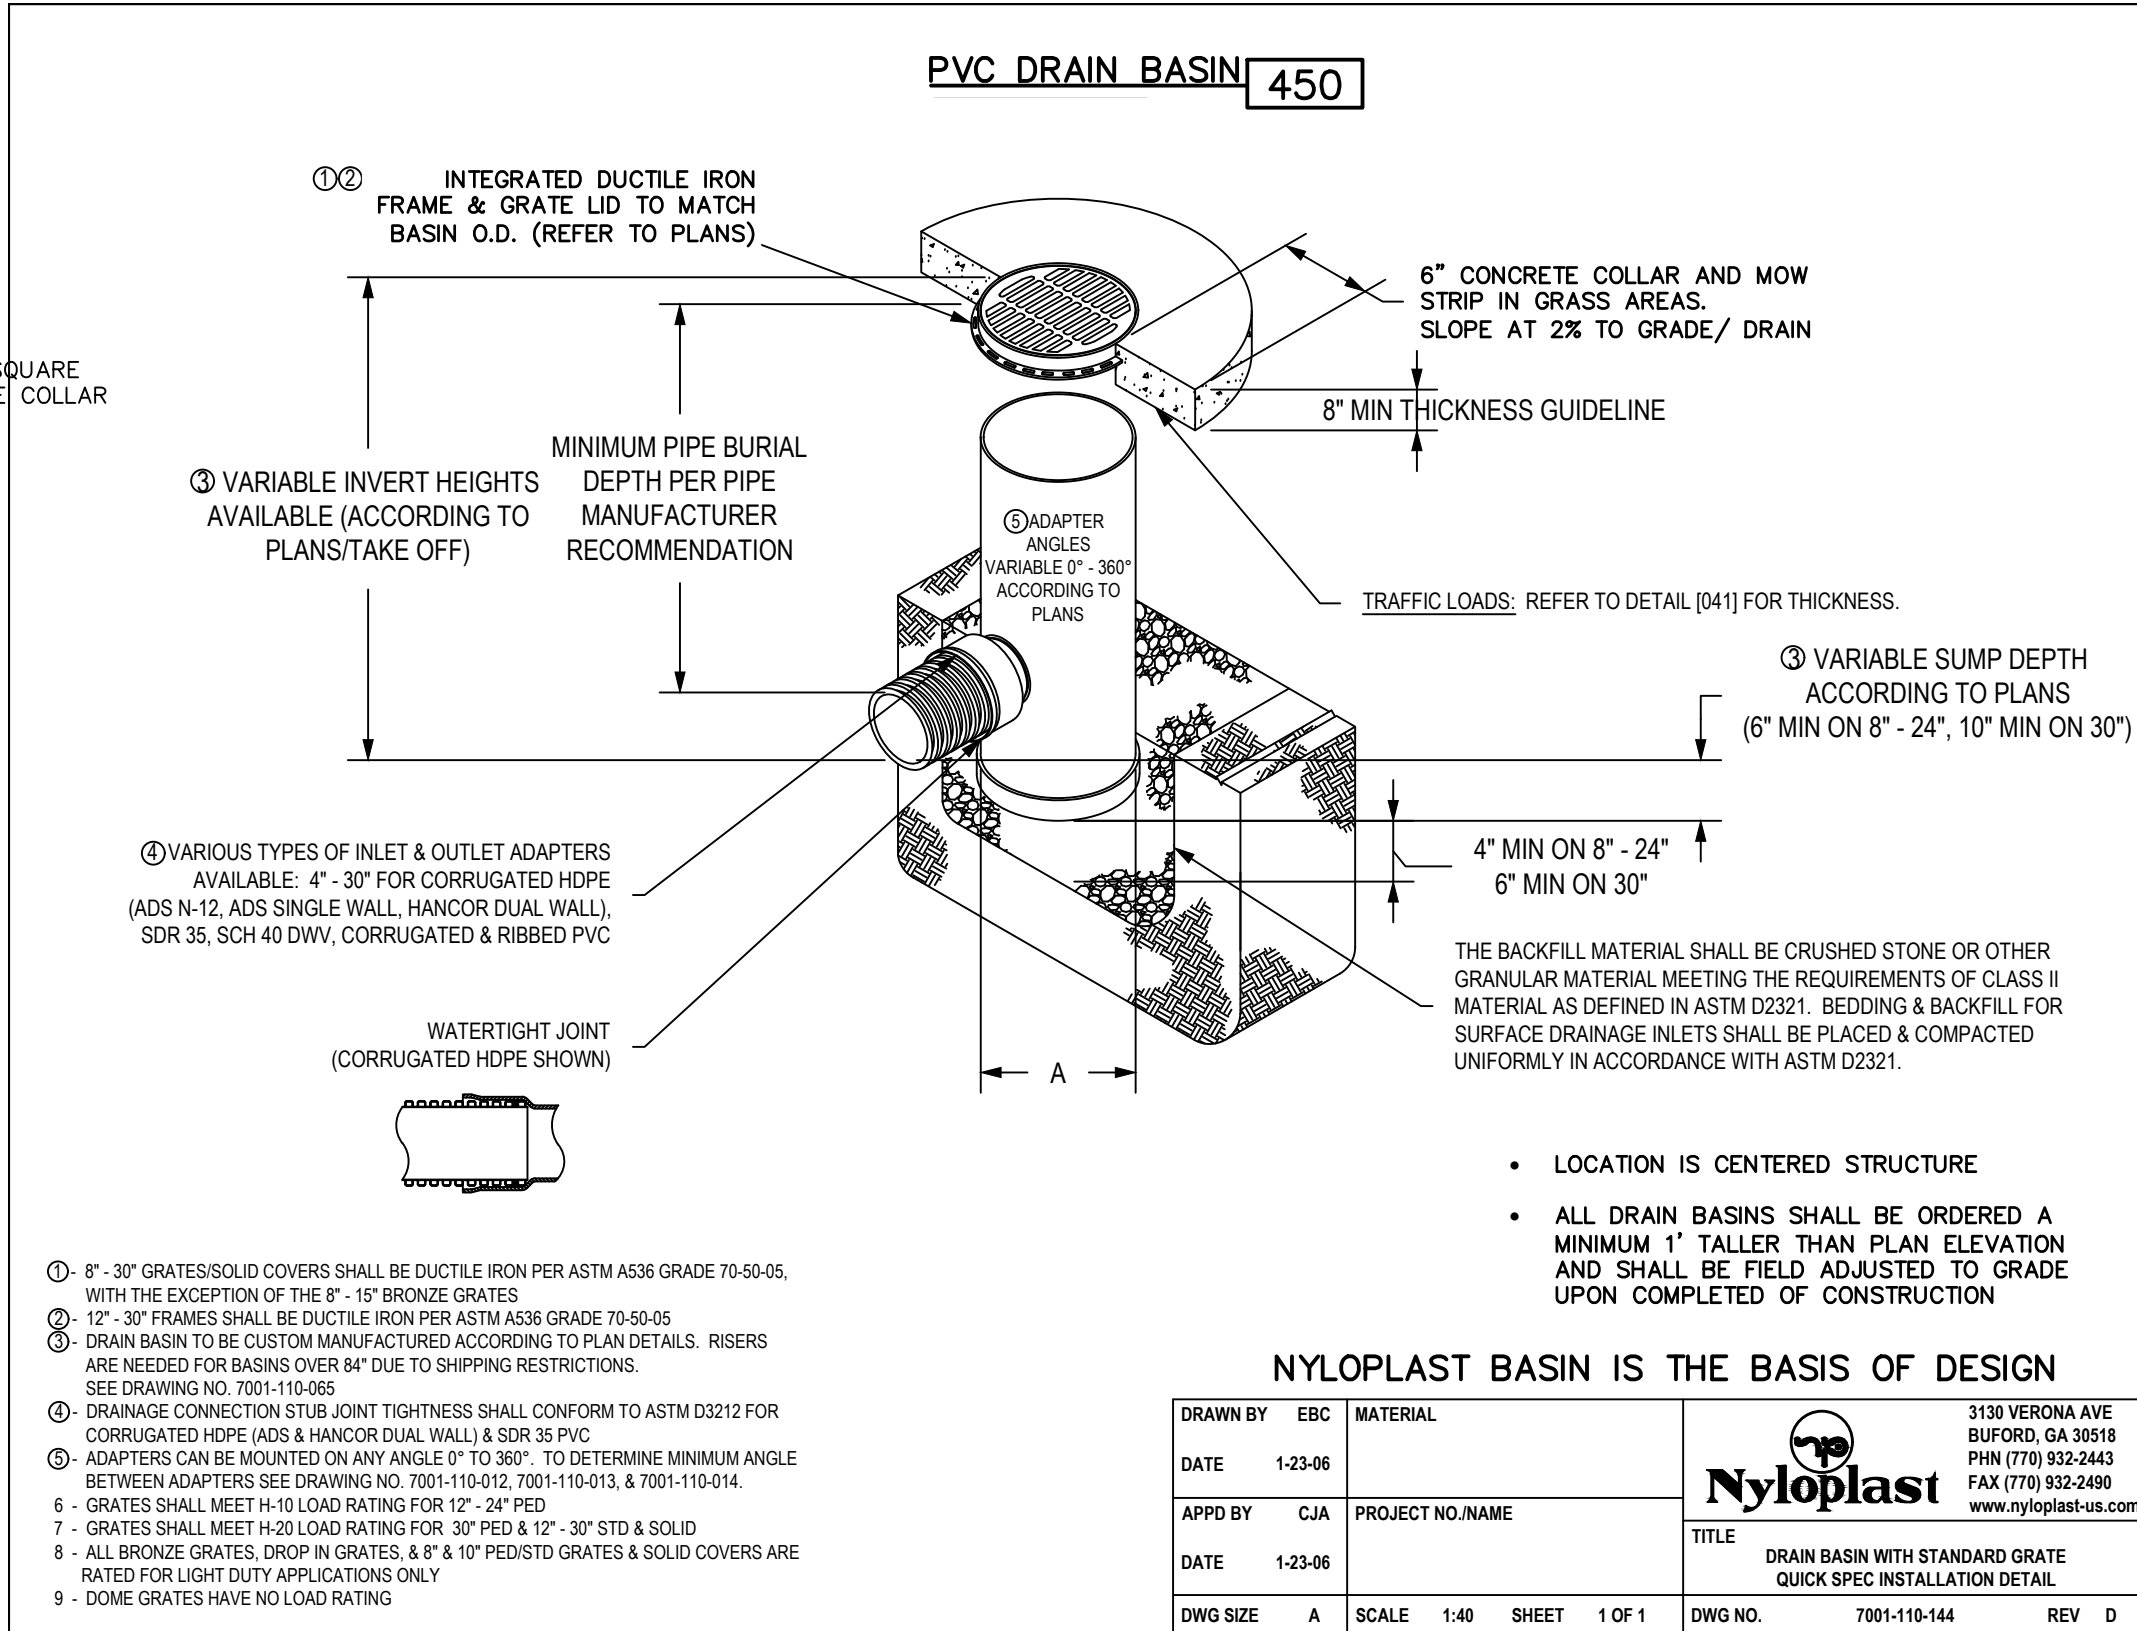 PVC DRAIN BASIN 450
①② INTEGRATED DUCTILE IRON
FRAME & GRATE LID TO MATCH
BASIN O.D. (REFER TO PLANS)
6" CONCRETE COLLAR AND MOW
STRIP IN GRASS AREAS.
SLOPE AT 2% TO GRADE/ DRAIN
SQUARE
COLLAR
8" MIN THICKNESS GUIDELINE
③ VARIABLE INVERT HEIGHTS
AVAILABLE (ACCORDING TO
PLANS/TAKE OFF)
MINIMUM PIPE BURIAL
DEPTH PER PIPE
MANUFACTURER
RECOMMENDATION
⑤ ADAPTER
ANGLES
VARIABLE 0° - 360°
ACCORDING TO
PLANS
TRAFFIC LOADS: REFER TO DETAIL [041] FOR THICKNESS.
③ VARIABLE SUMP DEPTH
ACCORDING TO PLANS
(6" MIN ON 8" - 24", 10" MIN ON 30")
④ VARIOUS TYPES OF INLET & OUTLET ADAPTERS
AVAILABLE: 4" - 30" FOR CORRUGATED HDPE
(ADS N-12, ADS SINGLE WALL, HANCOR DUAL WALL),
SDR 35, SCH 40 DWV, CORRUGATED & RIBBED PVC
4" MIN ON 8" - 24"
6" MIN ON 30"
THE BACKFILL MATERIAL SHALL BE CRUSHED STONE OR OTHER
GRANULAR MATERIAL MEETING THE REQUIREMENTS OF CLASS II
MATERIAL AS DEFINED IN ASTM D2321. BEDDING & BACKFILL FOR
SURFACE DRAINAGE INLETS SHALL BE PLACED & COMPACTED
UNIFORMLY IN ACCORDANCE WITH ASTM D2321.
WATERTIGHT JOINT
(CORRUGATED HDPE SHOWN)
A
• LOCATION IS CENTERED STRUCTURE
• ALL DRAIN BASINS SHALL BE ORDERED A
MINIMUM 1' TALLER THAN PLAN ELEVATION
AND SHALL BE FIELD ADJUSTED TO GRADE
UPON COMPLETED OF CONSTRUCTION
① - 8" - 30" GRATES/SOLID COVERS SHALL BE DUCTILE IRON PER ASTM A536 GRADE 70-50-05,
WITH THE EXCEPTION OF THE 8" - 15" BRONZE GRATES
② - 12" - 30" FRAMES SHALL BE DUCTILE IRON PER ASTM A536 GRADE 70-50-05
③ - DRAIN BASIN TO BE CUSTOM MANUFACTURED ACCORDING TO PLAN DETAILS. RISERS
ARE NEEDED FOR BASINS OVER 84" DUE TO SHIPPING RESTRICTIONS.
SEE DRAWING NO. 7001-110-065
④ - DRAINAGE CONNECTION STUB JOINT TIGHTNESS SHALL CONFORM TO ASTM D3212 FOR
CORRUGATED HDPE (ADS & HANCOR DUAL WALL) & SDR 35 PVC
⑤ - ADAPTERS CAN BE MOUNTED ON ANY ANGLE 0° TO 360°. TO DETERMINE MINIMUM ANGLE
BETWEEN ADAPTERS SEE DRAWING NO. 7001-110-012, 7001-110-013, & 7001-110-014.
6 - GRATES SHALL MEET H-10 LOAD RATING FOR 12" - 24" PED
7 - GRATES SHALL MEET H-20 LOAD RATING FOR 30" PED & 12" - 30" STD & SOLID
8 - ALL BRONZE GRATES, DROP IN GRATES, & 8" & 10" PED/STD GRATES & SOLID COVERS ARE
RATED FOR LIGHT DUTY APPLICATIONS ONLY
9 - DOME GRATES HAVE NO LOAD RATING
NYLOPLAST BASIN IS THE BASIS OF DESIGN
DRAWN BY EBC
DATE 1-23-06
MATERIAL
APPD BY CJA
DATE 1-23-06
PROJECT NO./NAME
DWG SIZE A
SCALE 1:40 SHEET 1 OF 1
Nyloplast
3130 VERONA AVE
BUFORD, GA 30518
PHN (770) 932-2443
FAX (770) 932-2490
www.nyloplast-us.com
TITLE
DRAIN BASIN WITH STANDARD GRATE
QUICK SPEC INSTALLATION DETAIL
DWG NO. 7001-110-144 REV D